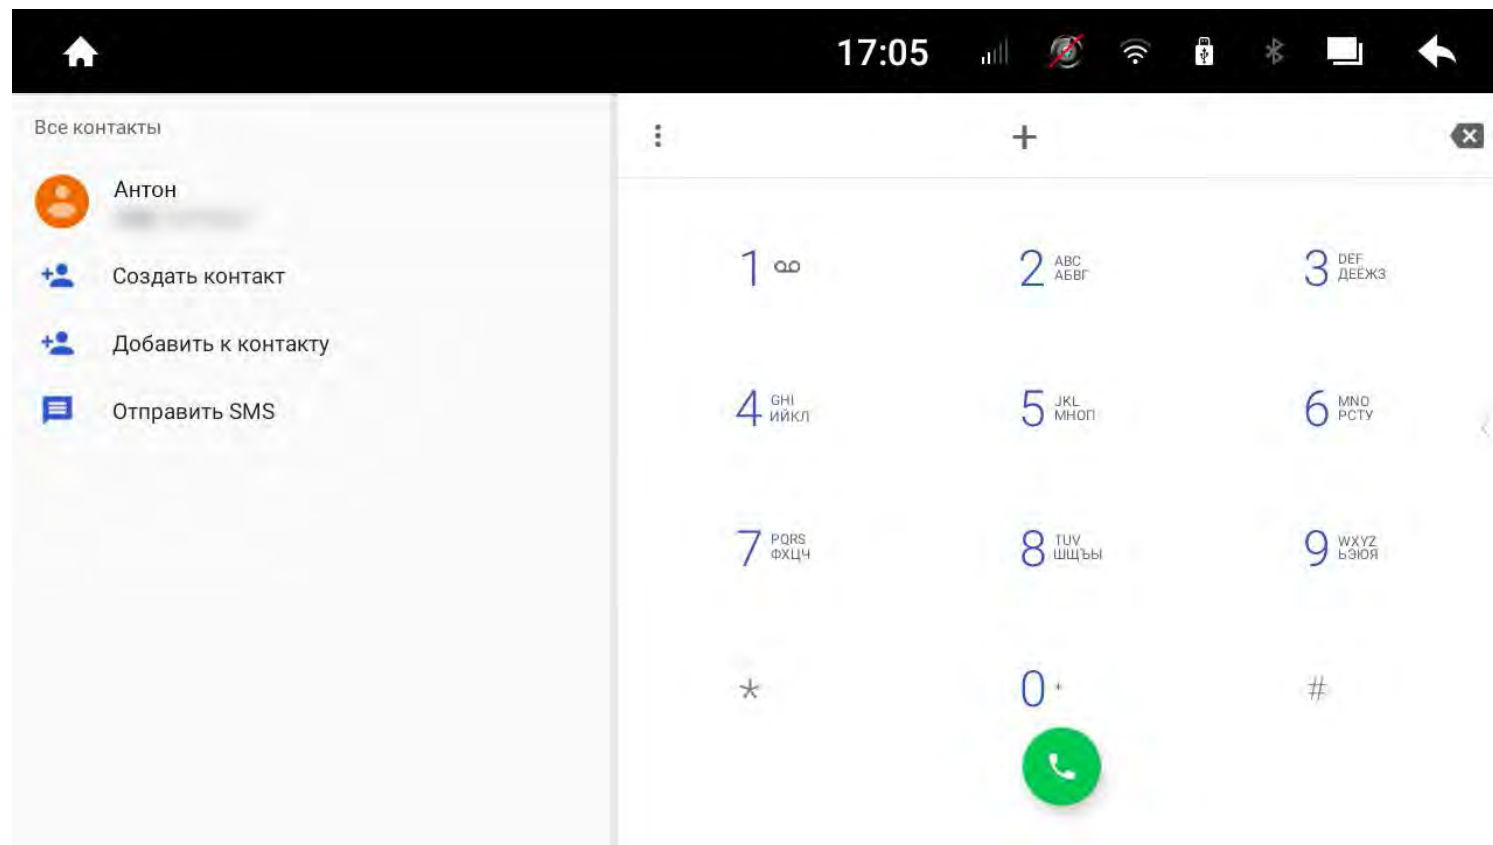 17:05
Все контакты
+
Антон
Создать контакт
Добавить к контакту
Отправить SMS
1
2 ABC
АБВГ
3 DEF
ДЕЁЖЗ
4 GHI
ИЙКЛ
5 JKL
МНОП
6 MNO
РСТУ
7 PQRS
ФХЦЧ
8 TUV
ШЩЪЫ
9 WXYZ
ЬЭЮЯ
*
0 +
#